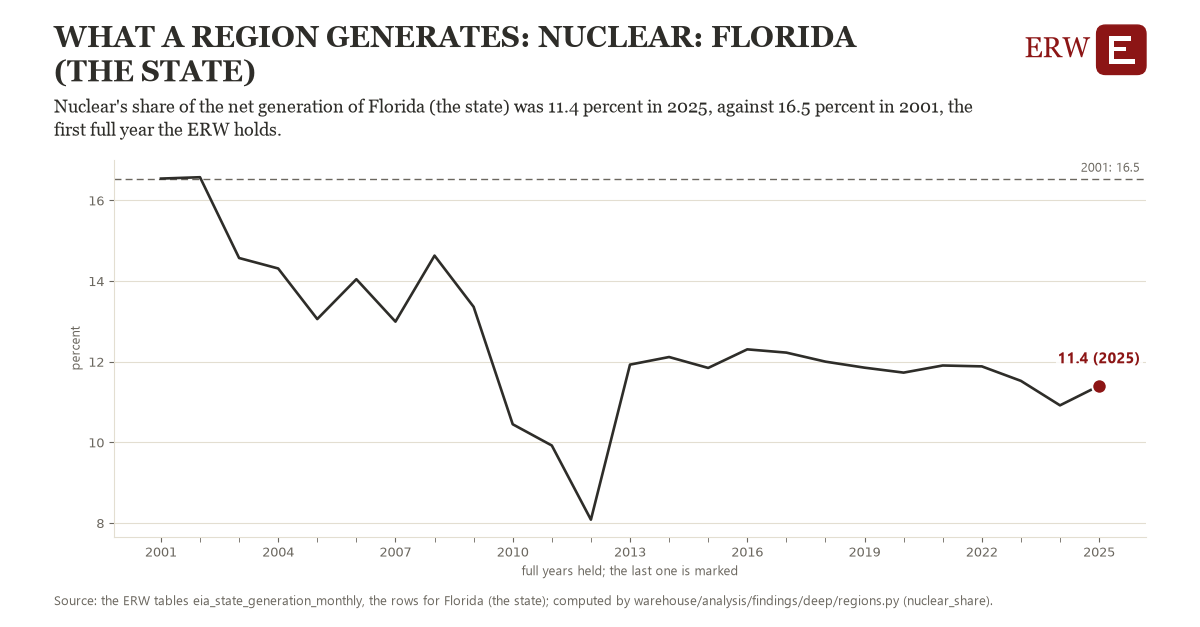 WHAT A REGION GENERATES: NUCLEAR: FLORIDA
(THE STATE)
ERW E
Nuclear's share of the net generation of Florida (the state) was 11.4 percent in 2025, against 16.5 percent in 2001, the
first full year the ERW holds.
2001: 16.5
16
14
12
10
8
percent
11.4 (2025)
2001 2004 2007 2010 2013 2016 2019 2022 2025
full years held; the last one is marked
Source: the ERW tables eia_state_generation_monthly, the rows for Florida (the state); computed by warehouse/analysis/findings/deep/regions.py (nuclear_share).